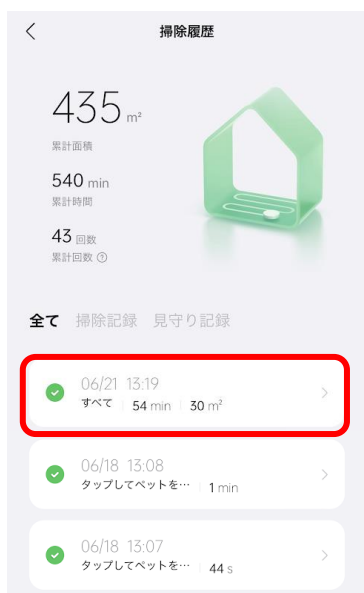 掃除履歴
435 m²
累計面積
540 min
累計時間
43 回数
累計回数 ?
全て 掃除記録 見守り記録
06/21 13:19
すべて | 54 min | 30 m²
06/18 13:08
タップしてペットを… | 1 min
06/18 13:07
タップしてペットを… | 44 s